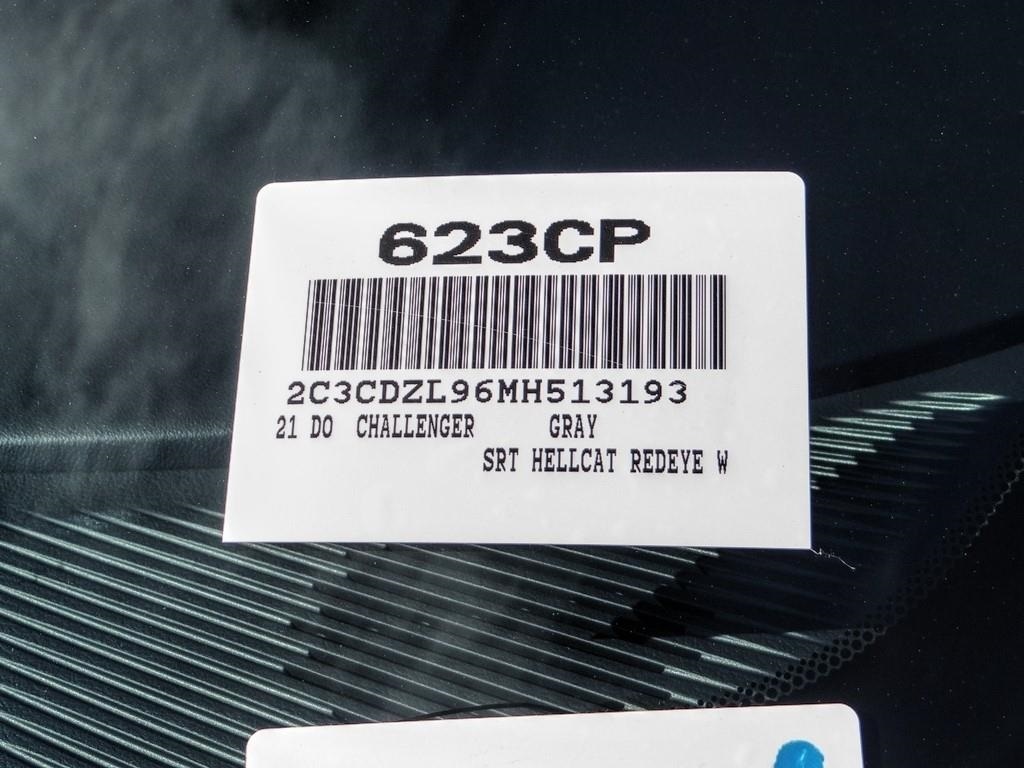 623CP
2C3CDZL96MH513193
21 DO CHALLENGER GRAY
SRT HELLCAT REDEYE W